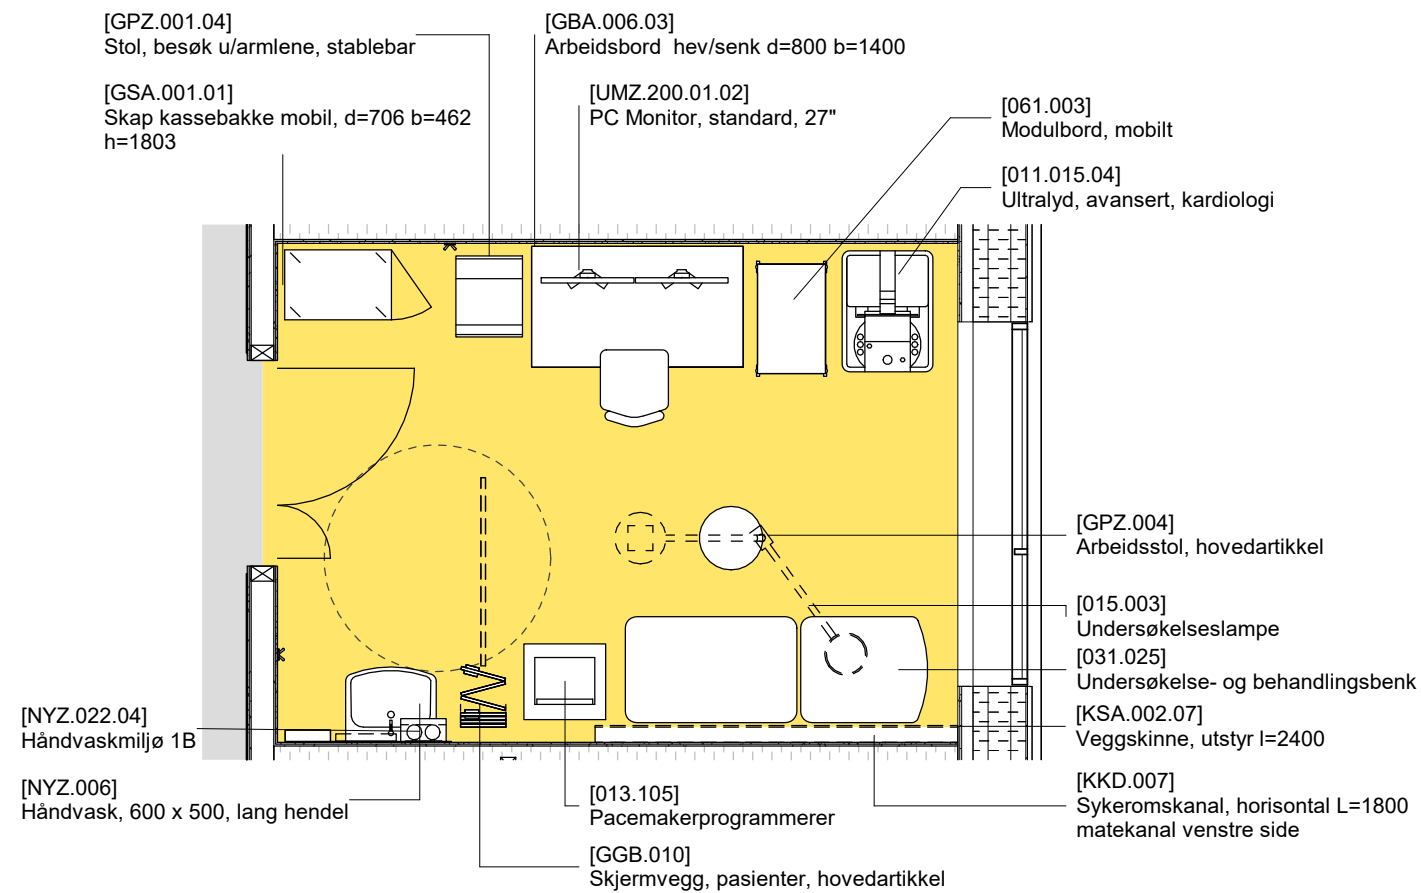 [GPZ.001.04]
Stol, besøk u/armlene, stablebar
[GBA.006.03]
Arbeidsbord  hev/senk d=800 b=1400
[GSA.001.01]
Skap kassebakke mobil, d=706 b=462
h=1803
[UMZ.200.01.02]
PC Monitor, standard, 27"
[061.003]
Modulbord, mobilt
[011.015.04]
Ultralyd, avansert, kardiologi
[GPZ.004]
Arbeidsstol, hovedartikkel
[015.003]
Undersøkelseslampe
[031.025]
Undersøkelse- og behandlingsbenk
[KSA.002.07]
Veggskinne, utstyr l=2400
[KKD.007]
Sykeromskanal, horisontal L=1800
matekanal venstre side
[NYZ.022.04]
Håndvaskmiljø 1B
[NYZ.006]
Håndvask, 600 x 500, lang hendel
[013.105]
Pacemakerprogrammerer
[GGB.010]
Skjermvegg, pasienter, hovedartikkel